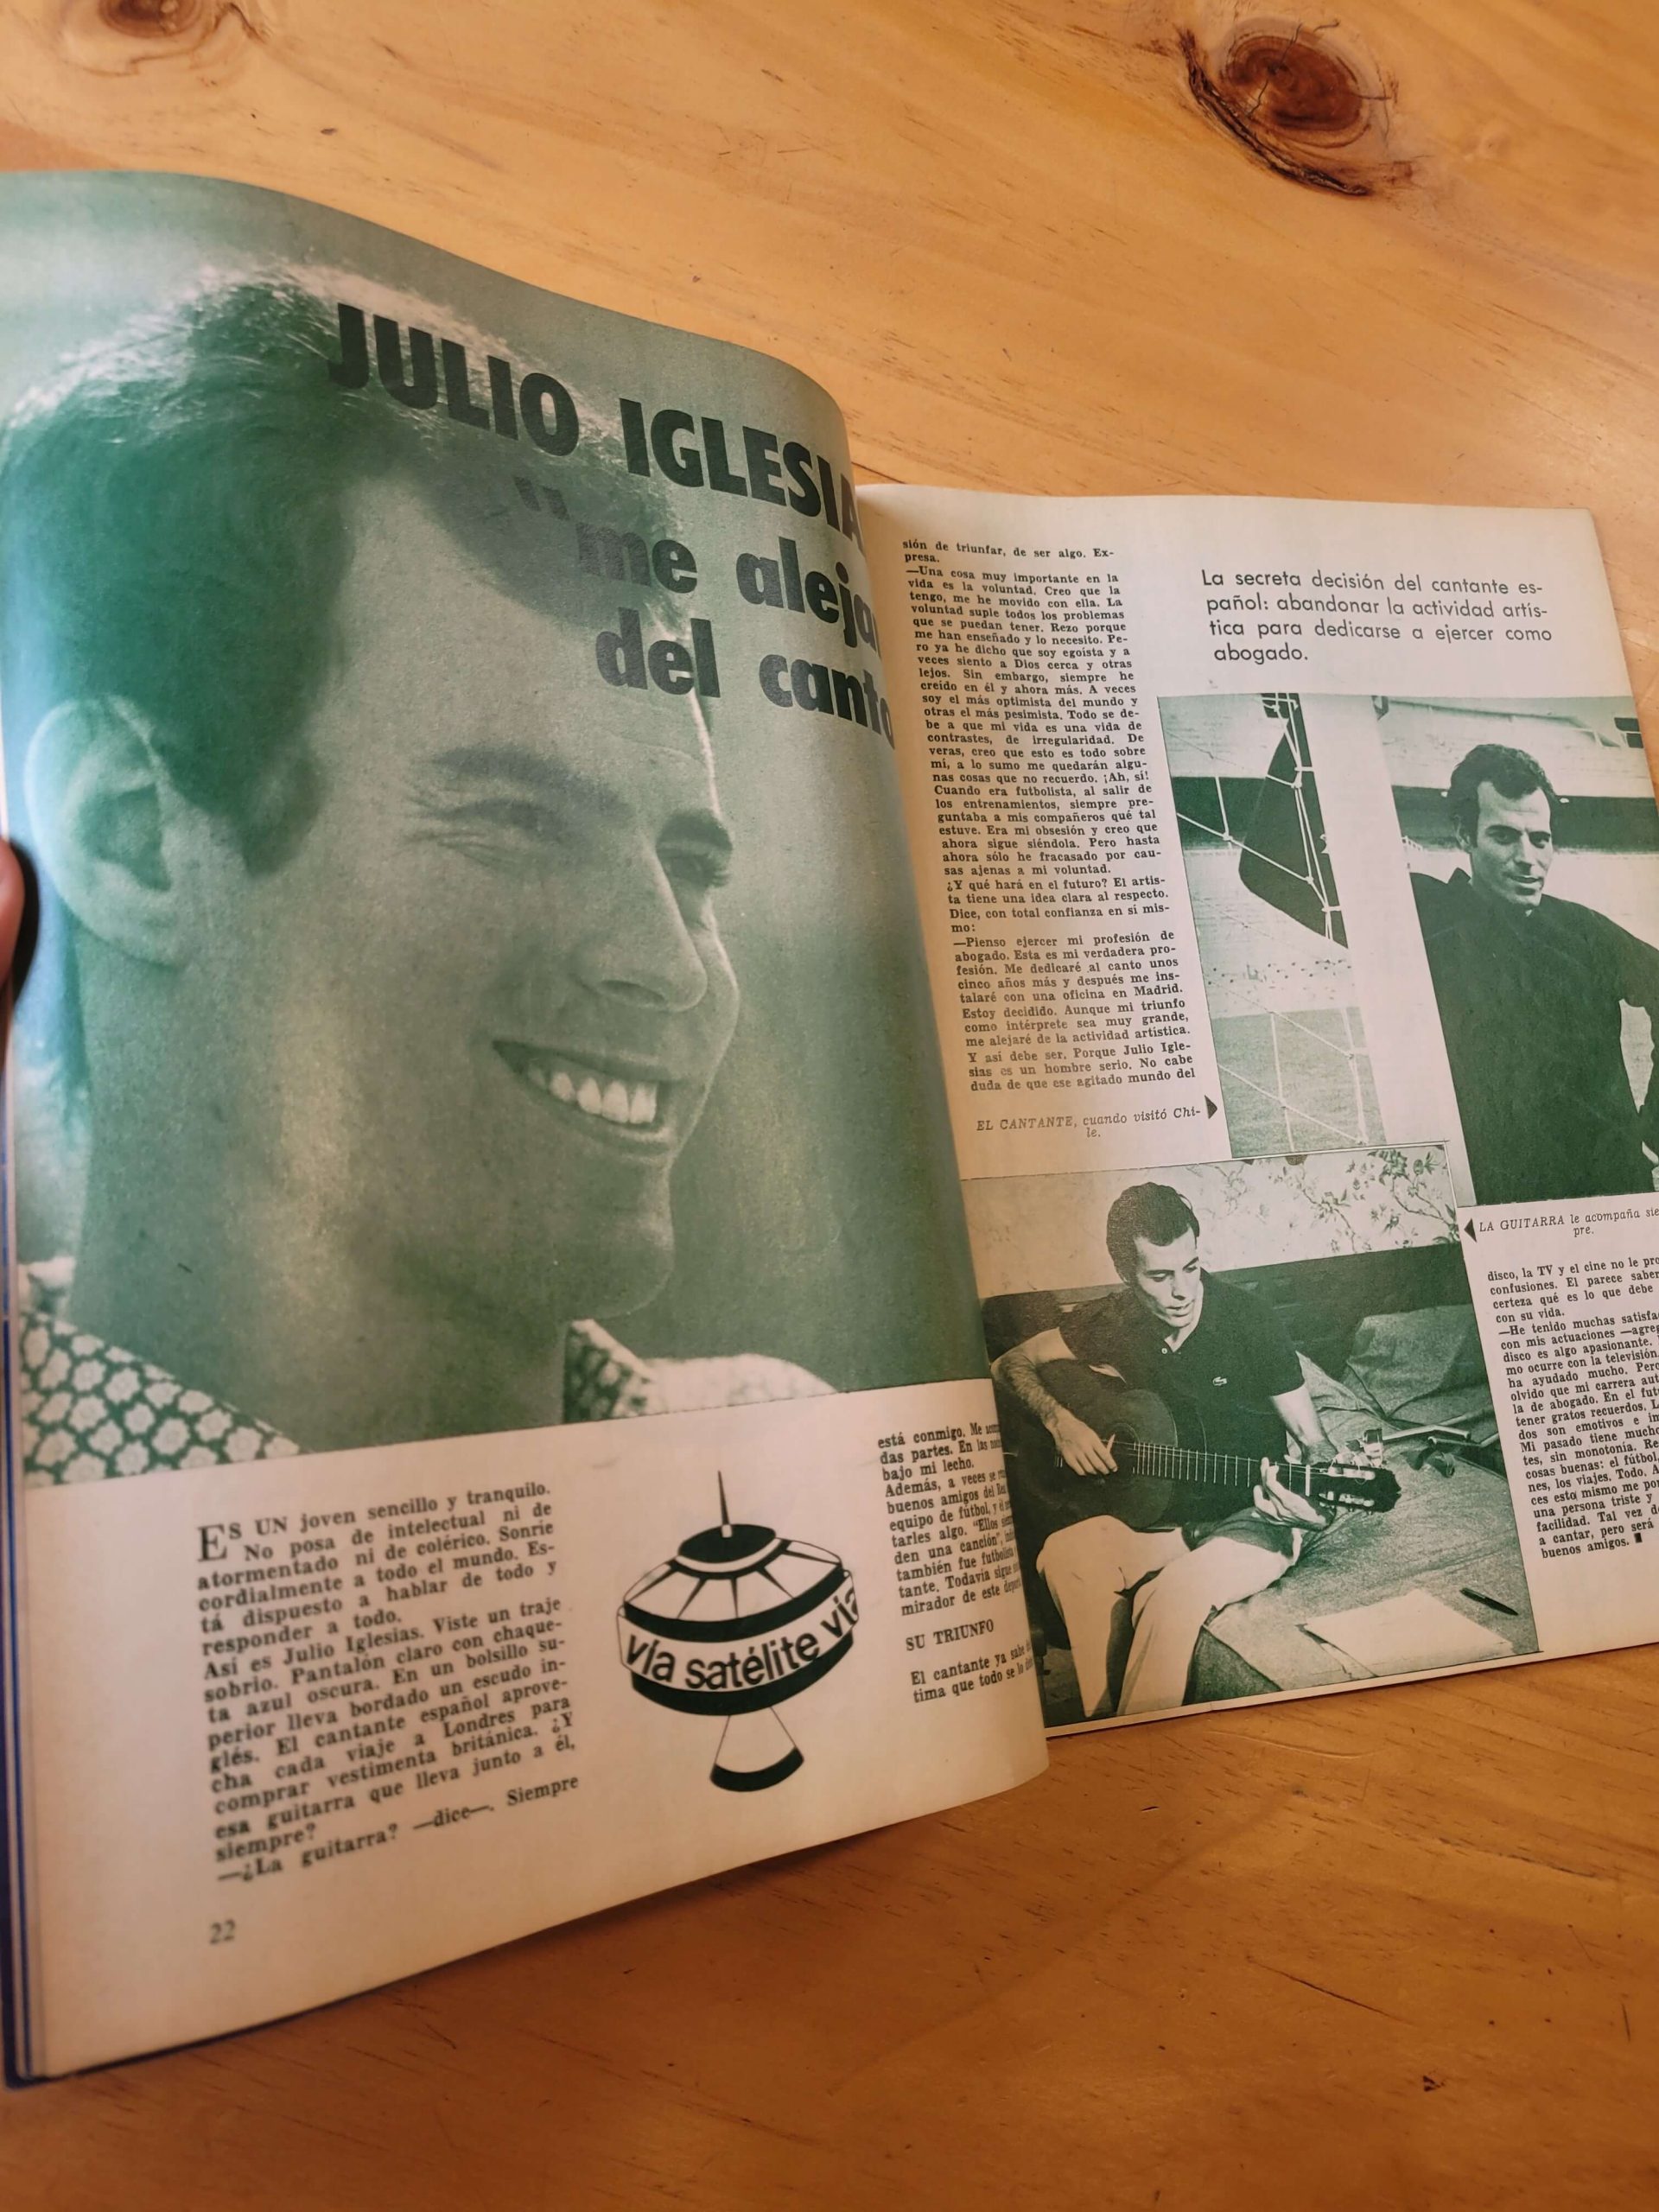 JULIO IGLESIA
"me aleja
del canto
ES UN joven sencillo y tranquilo.
No posa de intelectual ni de
atormentado ni de colérico. Sonríe
cordialmente a todo el mundo. Es-
tá dispuesto a hablar de todo y
responder a todo.
Así es Julio Iglesias. Viste un traje
sobrio. Pantalón claro con chaque-
ta azul oscura. En un bolsillo su-
perior lleva bordado un escudo in-
glés. El cantante español aprove-
cha cada viaje a Londres para
comprar vestimenta británica. ¿Y
esa guitarra que lleva junto a él,
siempre?
—¿La guitarra? —dice—. Siempre
22
vía satélite vía
está conmigo. Me
das partes. En las
bajo mi lecho.
Además, a veces se
buenos amigos del
equipo de fútbol, y
tarles algo. "Ellos
den una canción",
también fue futbolis
tante. Todavía sigue
mirador de este depor
SU TRIUNFO
El cantante ya sabe
tima que todo se lo
sión de triunfar, de ser algo. Ex-
presa.
—Una cosa muy importante en la
vida es la voluntad. Creo que la
tengo, me he movido con ella. La
voluntad suple todos los problemas
que se puedan tener. Rezo porque
me han enseñado y lo necesito. Pe-
ro ya he dicho que soy egoísta y a
veces siento a Dios cerca y otras
lejos. Sin embargo, siempre he
creído en él y ahora más. A veces
soy el más optimista del mundo y
otras el más pesimista. Todo se de-
be a que mi vida es una vida de
contrastes, de irregularidad. De
veras, creo que esto es todo sobre
mí, a lo sumo me quedarán algu-
nas cosas que no recuerdo. ¡Ah, sí!
Cuando era futbolista, al salir de
los entrenamientos, siempre pre-
guntaba a mis compañeros qué tal
estuve. Era mi obsesión y creo que
ahora sigue siéndola. Pero hasta
ahora sólo he fracasado por cau-
sas ajenas a mi voluntad.
¿Y qué hará en el futuro? El artis-
ta tiene una idea clara al respecto.
Dice, con total confianza en sí mis-
mo:
—Pienso ejercer mi profesión de
abogado. Esta es mi verdadera pro-
fesión. Me dedicaré al canto unos
cinco años más y después me ins-
talaré con una oficina en Madrid.
Estoy decidido. Aunque mi triunfo
como intérprete sea muy grande,
me alejaré de la actividad artística.
Y así debe ser. Porque Julio Igle-
sias es un hombre serio. No cabe
duda de que ese agitado mundo del
EL CANTANTE, cuando visitó Chi-
le.
La secreta decisión del cantante es-
pañol: abandonar la actividad artís-
tica para dedicarse a ejercer como
abogado.
LA GUITARRA le acompaña sie
pre.
disco, la TV y el cine no le pro
confusiones. El parece saber
certeza qué es lo que debe
con su vida.
—He tenido muchas satisfa
con mis actuaciones —agre
disco es algo apasionante.
mo ocurre con la televisión.
ha ayudado mucho. Pero
olvido que mi carrera aut
la de abogado. En el fut
tener gratos recuerdos. L
dos son emotivos e in
Mi pasado tiene mucho
tes, sin monotonía. Re
cosas buenas: el fútbol,
nes, los viajes. Todo. A
ces esto mismo me po
una persona triste y
facilidad. Tal vez de
a cantar, pero será
buenos amigos.